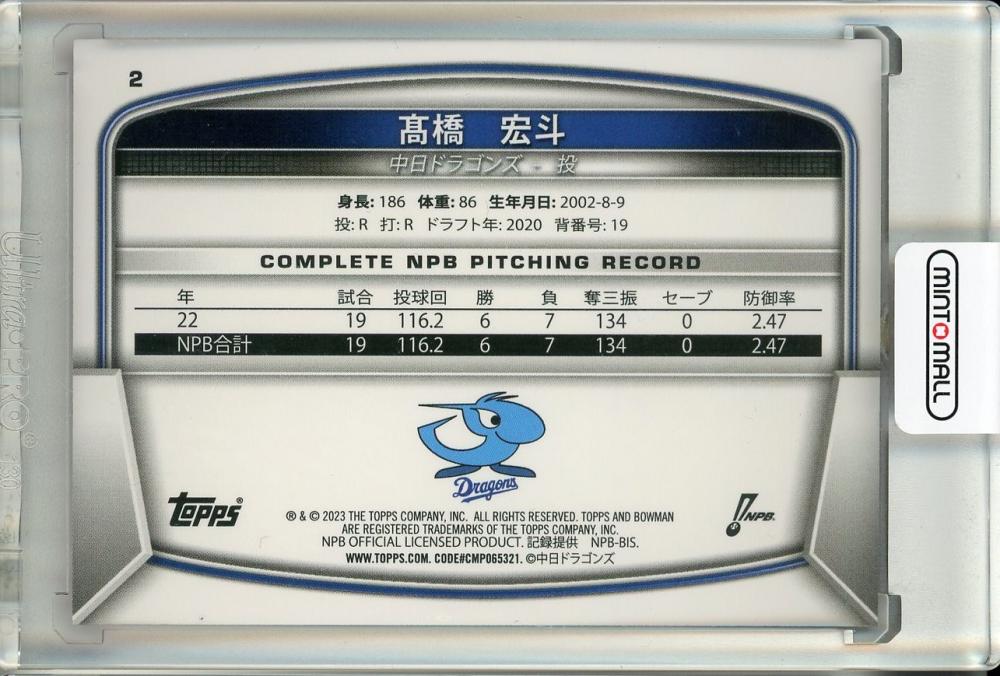 2
髙橋 宏斗
中日ドラゴンズ - 投
身長: 186 体重: 86 生年月日: 2002-8-9
投: R 打: R ドラフト年: 2020 背番号: 19
COMPLETE NPB PITCHING RECORD
年 試合 投球回 勝 負 奪三振 セーブ 防御率
22 19 116.2 6 7 134 0 2.47
NPB合計 19 116.2 6 7 134 0 2.47
Dragons
topps®
® & © 2023 THE TOPPS COMPANY, INC. ALL RIGHTS RESERVED. TOPPS AND BOWMAN
ARE REGISTERED TRADEMARKS OF THE TOPPS COMPANY, INC.
NPB OFFICIAL LICENSED PRODUCT. 記録提供 NPB-BIS.
WWW.TOPPS.COM. CODE#CMP065321. ©中日ドラゴンズ
NPB
MINT MALL
Ultra·PRO®